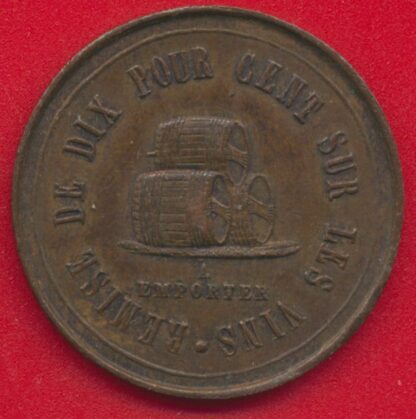 REMISE DE DIX POUR CENT SUR LES VINS
A
EMPORTER